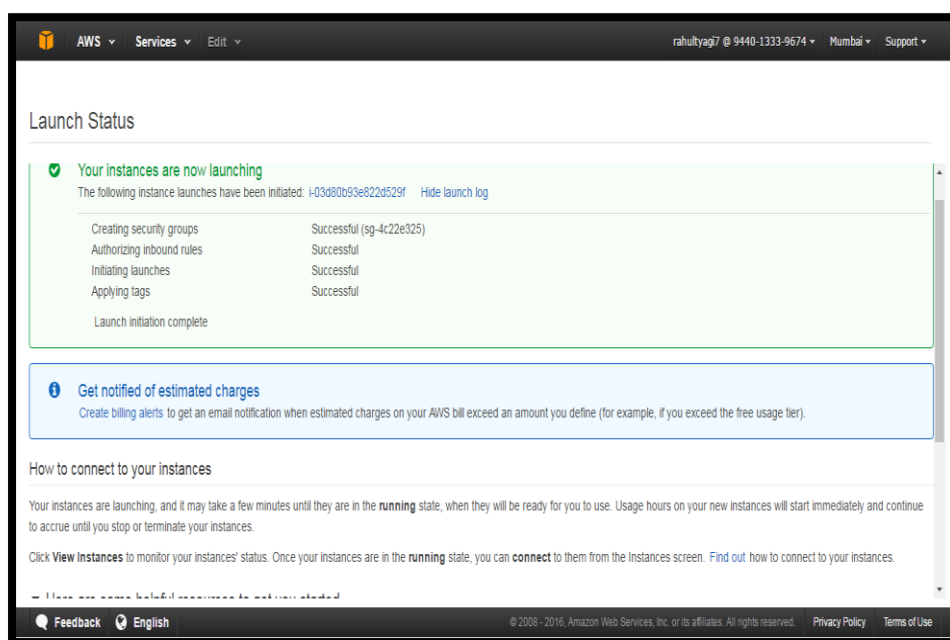 AWS Services Edit rahultyagi7 @ 9440-1333-9674 Mumbai Support
Launch Status
Your instances are now launching
The following instance launches have been initiated: i-03d80b93e822d529f Hide launch log
Creating security groups Successful (sg-4c22e325)
Authorizing inbound rules Successful
Initiating launches Successful
Applying tags Successful
Launch initiation complete
Get notified of estimated charges
Create billing alerts to get an email notification when estimated charges on your AWS bill exceed an amount you define (for example, if you exceed the free usage tier).
How to connect to your instances
Your instances are launching, and it may take a few minutes until they are in the running state, when they will be ready for you to use. Usage hours on your new instances will start immediately and continue
to accrue until you stop or terminate your instances.
Click View Instances to monitor your instances' status. Once your instances are in the running state, you can connect to them from the Instances screen. Find out how to connect to your instances.
Here are some helpful resources to get you started
Feedback English © 2008 - 2016, Amazon Web Services, Inc. or its affiliates. All rights reserved. Privacy Policy Terms of Use